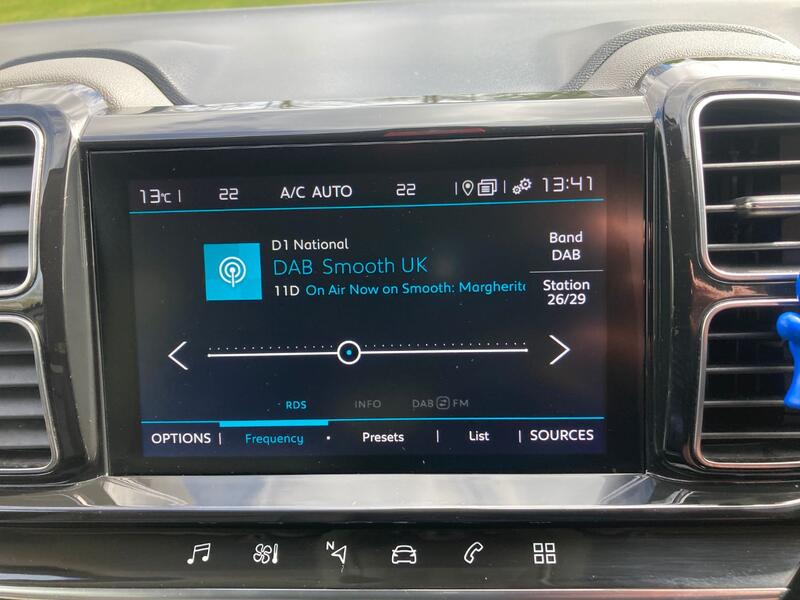 13°C | 22 A/C AUTO 22 | | 13:41
D1 National
DAB Smooth UK
11D On Air Now on Smooth: Margherit
Band
DAB
Station
26/29
RDS INFO DAB FM
OPTIONS | Frequency • Presets | List | SOURCES
N